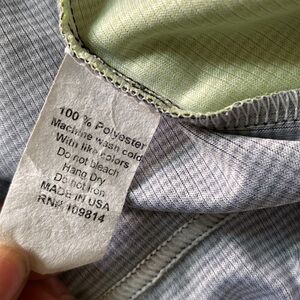 100 % Polyester
Machine wash cold
With like colors
Do not bleach
Hang Dry
Do not iron
MADE IN USA
RN# 109814